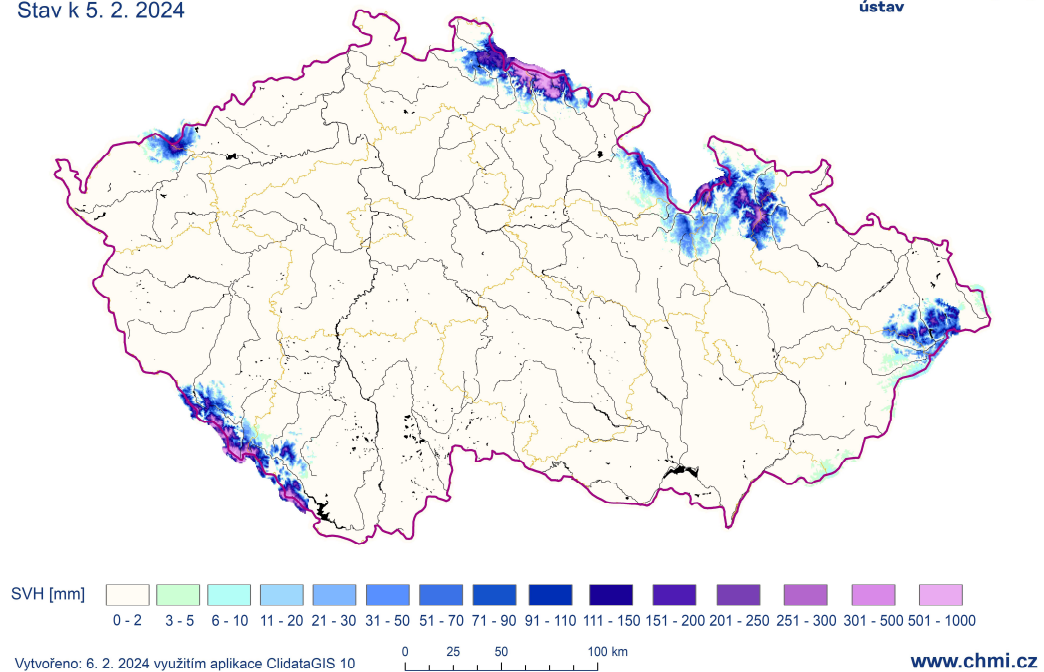 Stav k 5. 2. 2024
ústav
SVH [mm]
0 - 2 3 - 5 6 - 10 11 - 20 21 - 30 31 - 50 51 - 70 71 - 90 91 - 110 111 - 150 151 - 200 201 - 250 251 - 300 301 - 500 501 - 1000
0 25 50 100 km
Vytvořeno: 6. 2. 2024 využitím aplikace ClidataGIS 10
www.chmi.cz